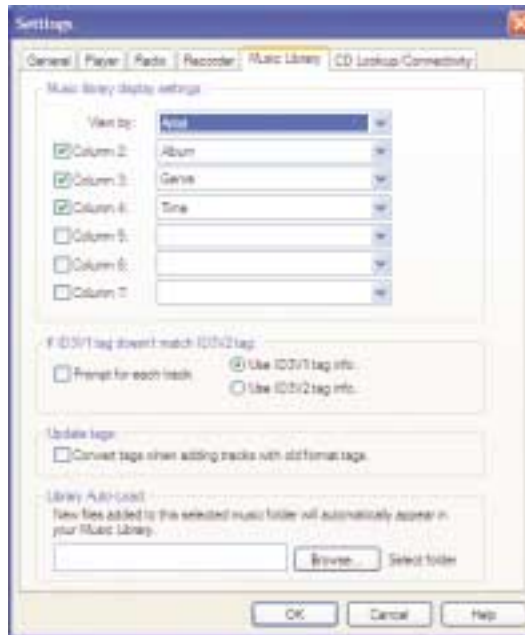 Settings
General Player Radio Recorder Music Library CD Lookup/Connectivity
Music library display settings
View by: Artist
Column 2: Album
Column 3: Genre
Column 4: Time
Column 5:
Column 6:
Column 7:
If ID3V1 tag doesn't match ID3V2 tag
Prompt for each track
Use ID3V1 tag info.
Use ID3V2 tag info.
Update tags
Convert tags when adding tracks with old format tags.
Library Auto-Load
New files added to this selected music folder will automatically appear in
your Music Library.
Browse... Select folder
OK Cancel Help